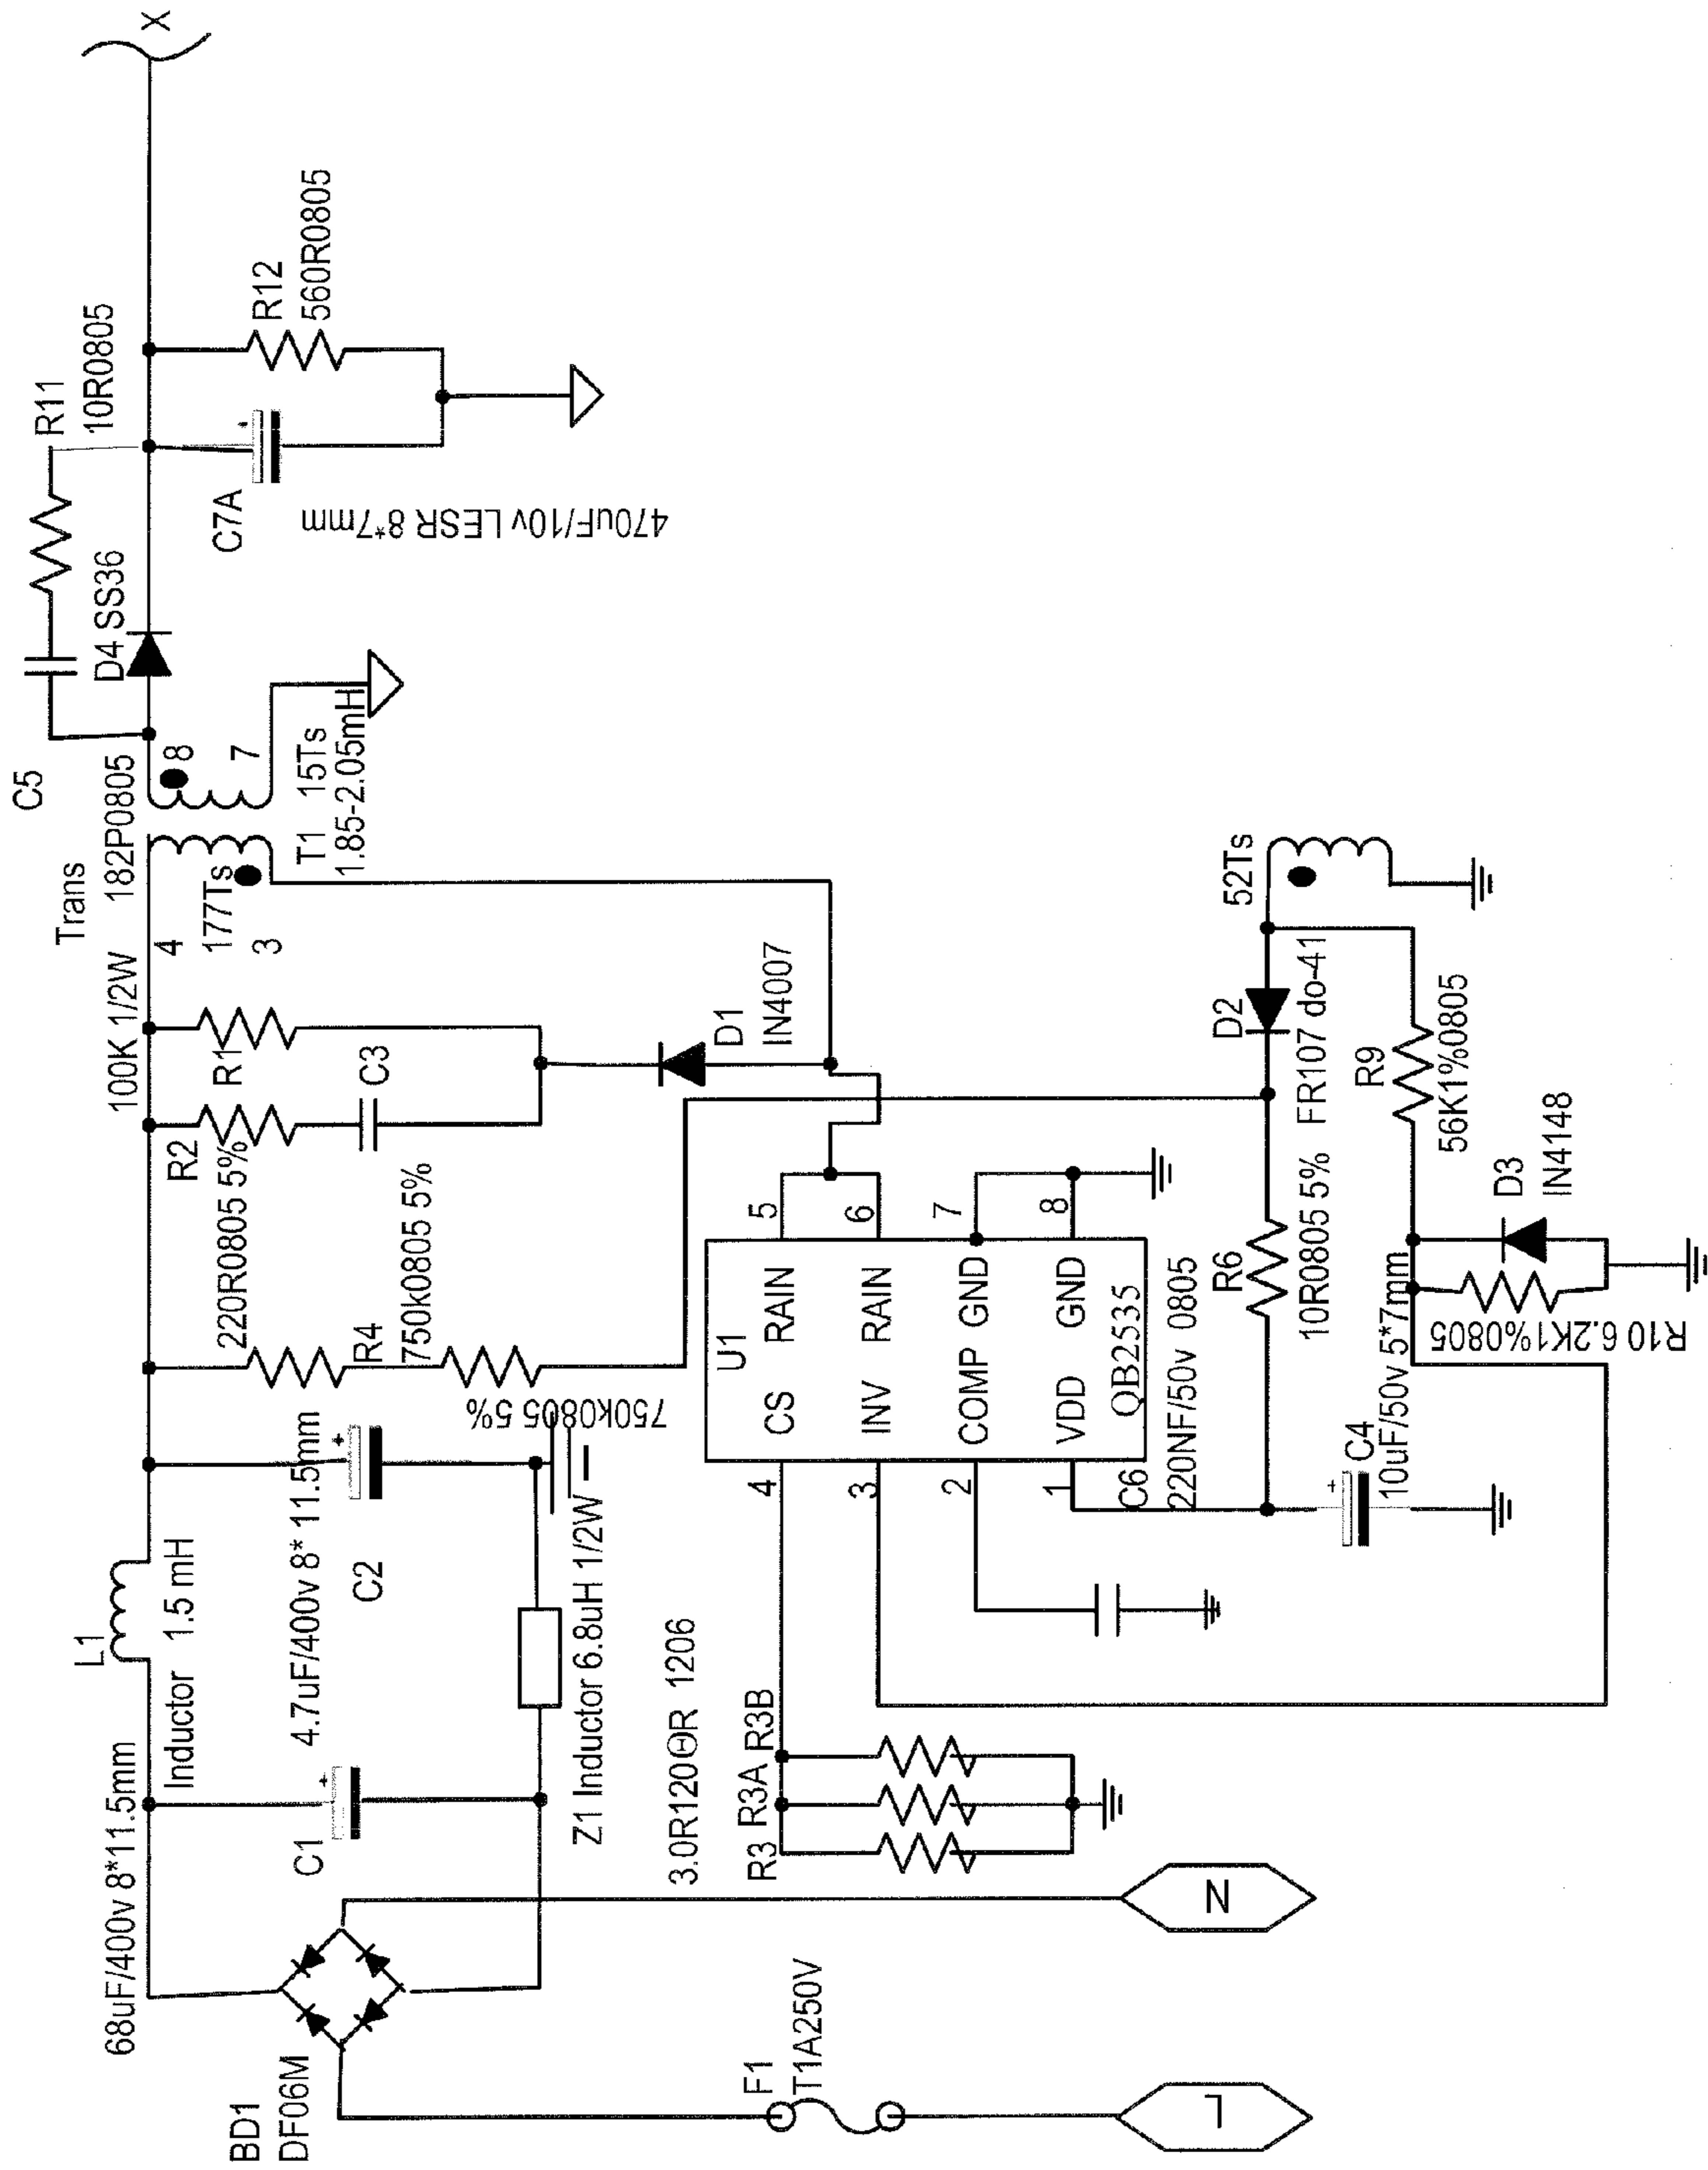 BD1
DF06M
F1
T1A250V
L
N
68uF/400v 8*11.5mm
C1
L1
Inductor 1.5 mH
4.7uF/400v 8* 11.5mm
C2
Z1 Inductor 6.8uH 1/2W
3.0R120ΘR 1206
R3
R3A
R3B
R2
220R0805 5%
R4
750k0805 5%
750k0805 5%
100K 1/2W
R1
C3
D1
IN4007
Trans
182P0805
4
177Ts
3
8
7
T1 15Ts
1.85-2.05mH
C5
D4 SS36
R11
10R0805
C7A
470uF/10v LESR 8*7mm
R12
560R0805
X
U1
CS RAIN
INV RAIN
COMP GND
VDD GND
QB2535
4
3
2
1
5
6
7
8
C6
220NF/50v 0805
R6
10R0805 5%
D2
FR107 do-41
52Ts
C4
10uF/50v 5*7mm
R9
56K1%0805
D3
IN4148
R10 6.2K1%0805